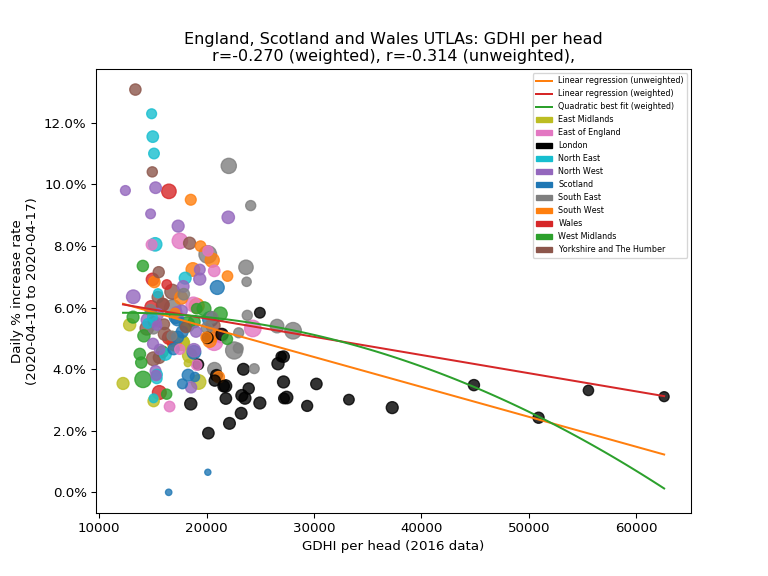 England, Scotland and Wales UTLAs: GDHI per head
r=-0.270 (weighted), r=-0.314 (unweighted),
Linear regression (unweighted)
Linear regression (weighted)
Quadratic best fit (weighted)
East Midlands
East of England
London
North East
North West
Scotland
South East
South West
Wales
West Midlands
Yorkshire and The Humber
Daily % increase rate
(2020-04-10 to 2020-04-17)
12.0%
10.0%
8.0%
6.0%
4.0%
2.0%
0.0%
10000 20000 30000 40000 50000 60000
GDHI per head (2016 data)